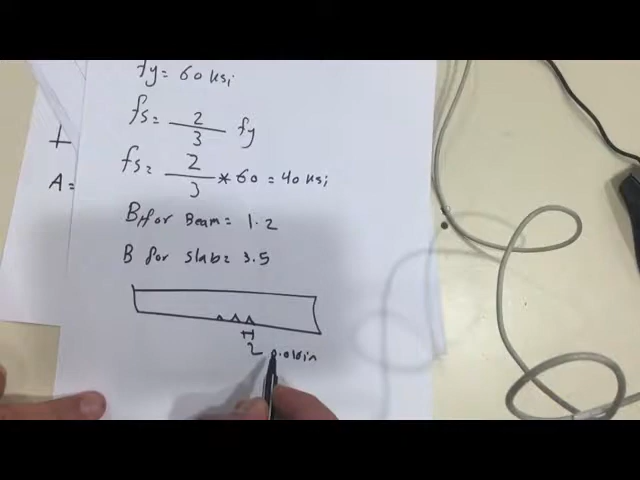 fy = 60 ksi
fs = 2/3 fy
fs = 2/3 * 60 = 40 ksi
A =
B for Beam = 1.2
B for slab = 3.5
0.016in